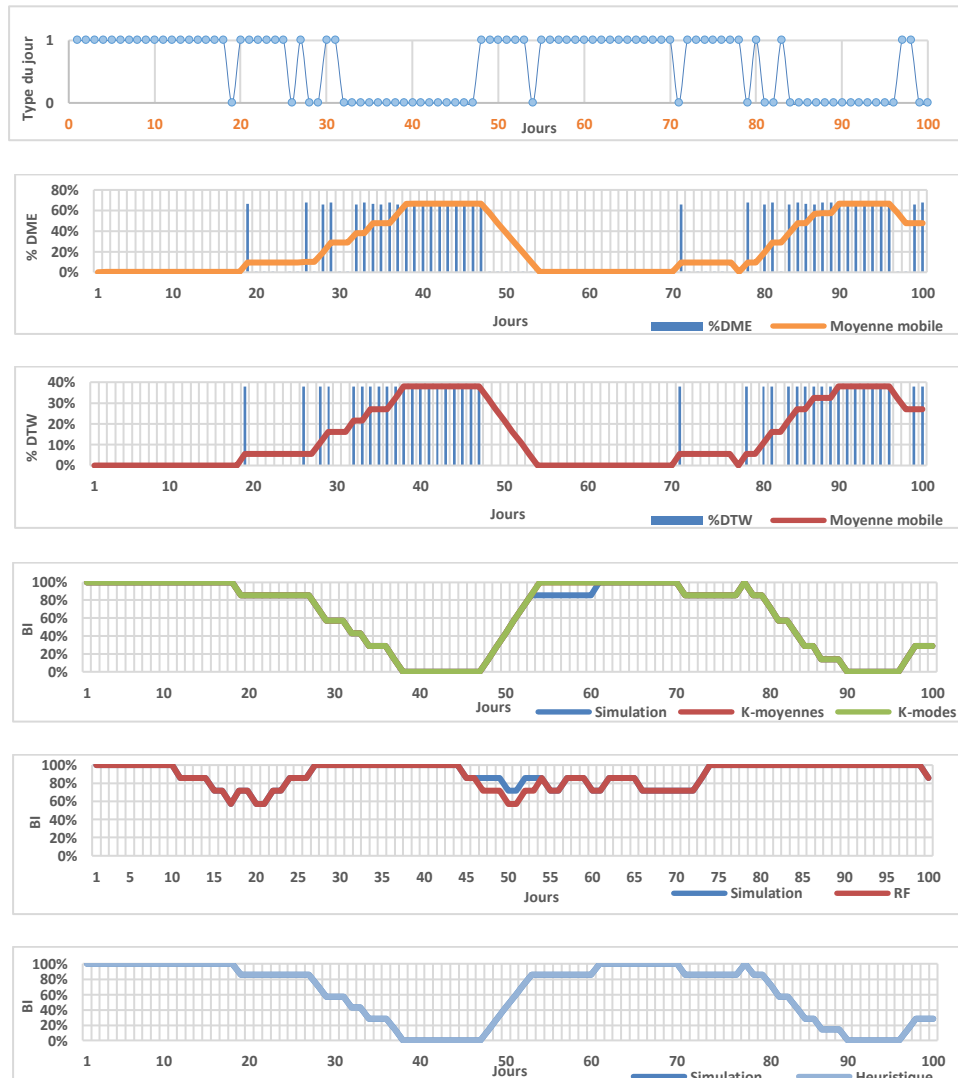 Type du jour
1
0
0 10 20 30 40 50 60 70 80 90 100
Jours
% DME
80%
60%
40%
20%
0%
1 10 20 30 40 50 60 70 80 90 100
Jours
%DME Moyenne mobile
% DTW
40%
30%
20%
10%
0%
1 10 20 30 40 50 60 70 80 90 100
Jours
%DTW Moyenne mobile
BI
100%
80%
60%
40%
20%
0%
1 10 20 30 40 50 60 70 80 90 100
Jours
Simulation K-moyennes K-modes
BI
100%
80%
60%
40%
20%
0%
1 5 10 15 20 25 30 35 40 45 50 55 60 65 70 75 80 85 90 95 100
Jours
Simulation RF
BI
100%
80%
60%
40%
20%
0%
1 10 20 30 40 50 60 70 80 90 100
Jours
Simulation Heuristique